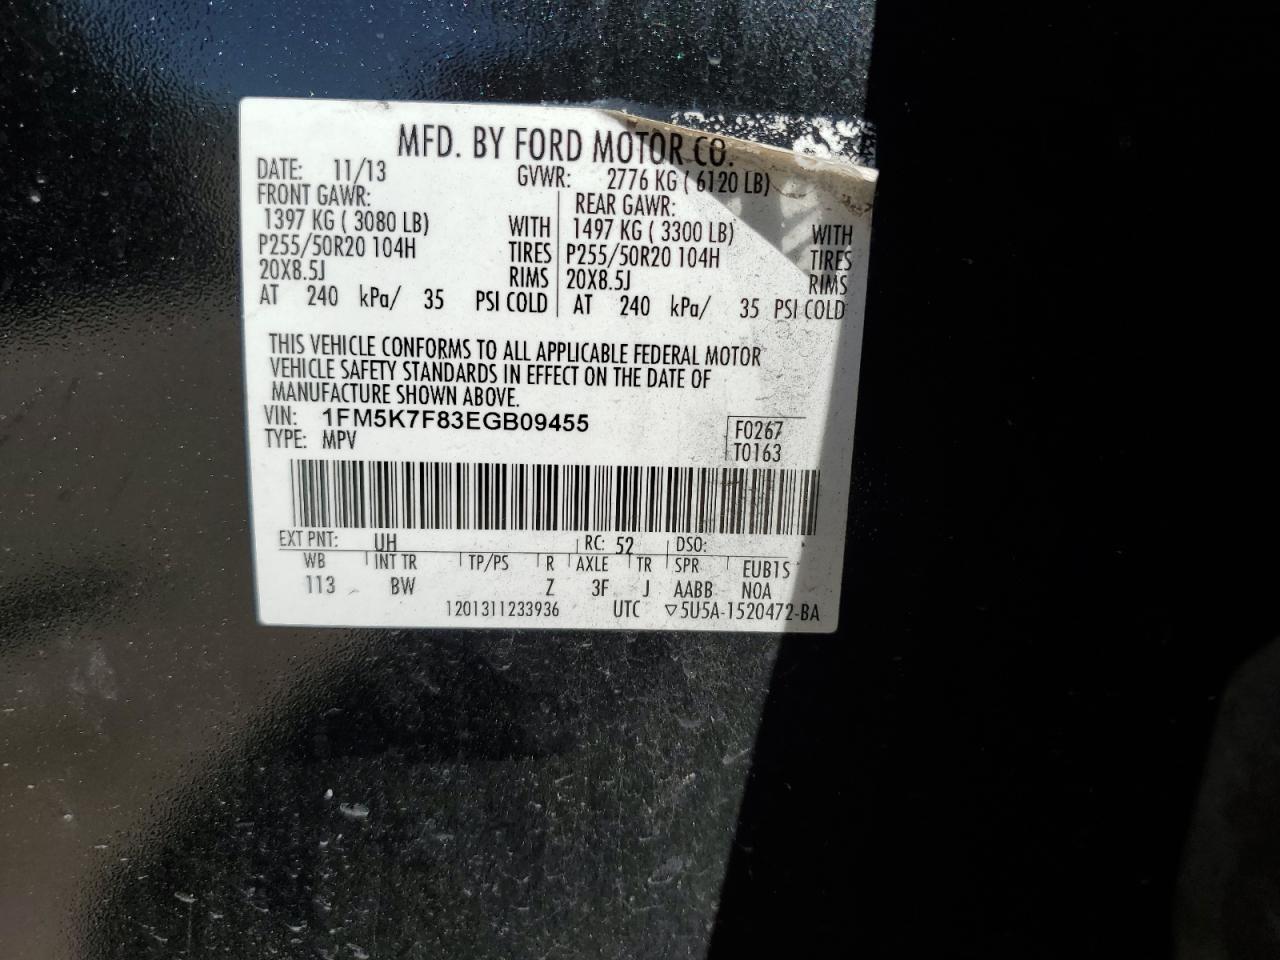 MFD. BY FORD MOTOR CO.
DATE: 11/13 GVWR: 2776 KG ( 6120 LB)
FRONT GAWR: REAR GAWR:
1397 KG ( 3080 LB) WITH 1497 KG ( 3300 LB) WITH
P255/50R20 104H TIRES P255/50R20 104H TIRES
20X8.5J RIMS 20X8.5J RIMS
AT 240 kPa/ 35 PSI COLD AT 240 kPa/ 35 PSI COLD
THIS VEHICLE CONFORMS TO ALL APPLICABLE FEDERAL MOTOR
VEHICLE SAFETY STANDARDS IN EFFECT ON THE DATE OF
MANUFACTURE SHOWN ABOVE.
VIN: 1FM5K7F83EGB09455 F0267
TYPE: MPV T0163
EXT PNT: UH RC: 52 DSO:
WB INT TR TP/PS R AXLE TR SPR EUB1S
113 BW Z 3F J AABB NOA
1201311233936 UTC ▽5U5A-1520472-BA